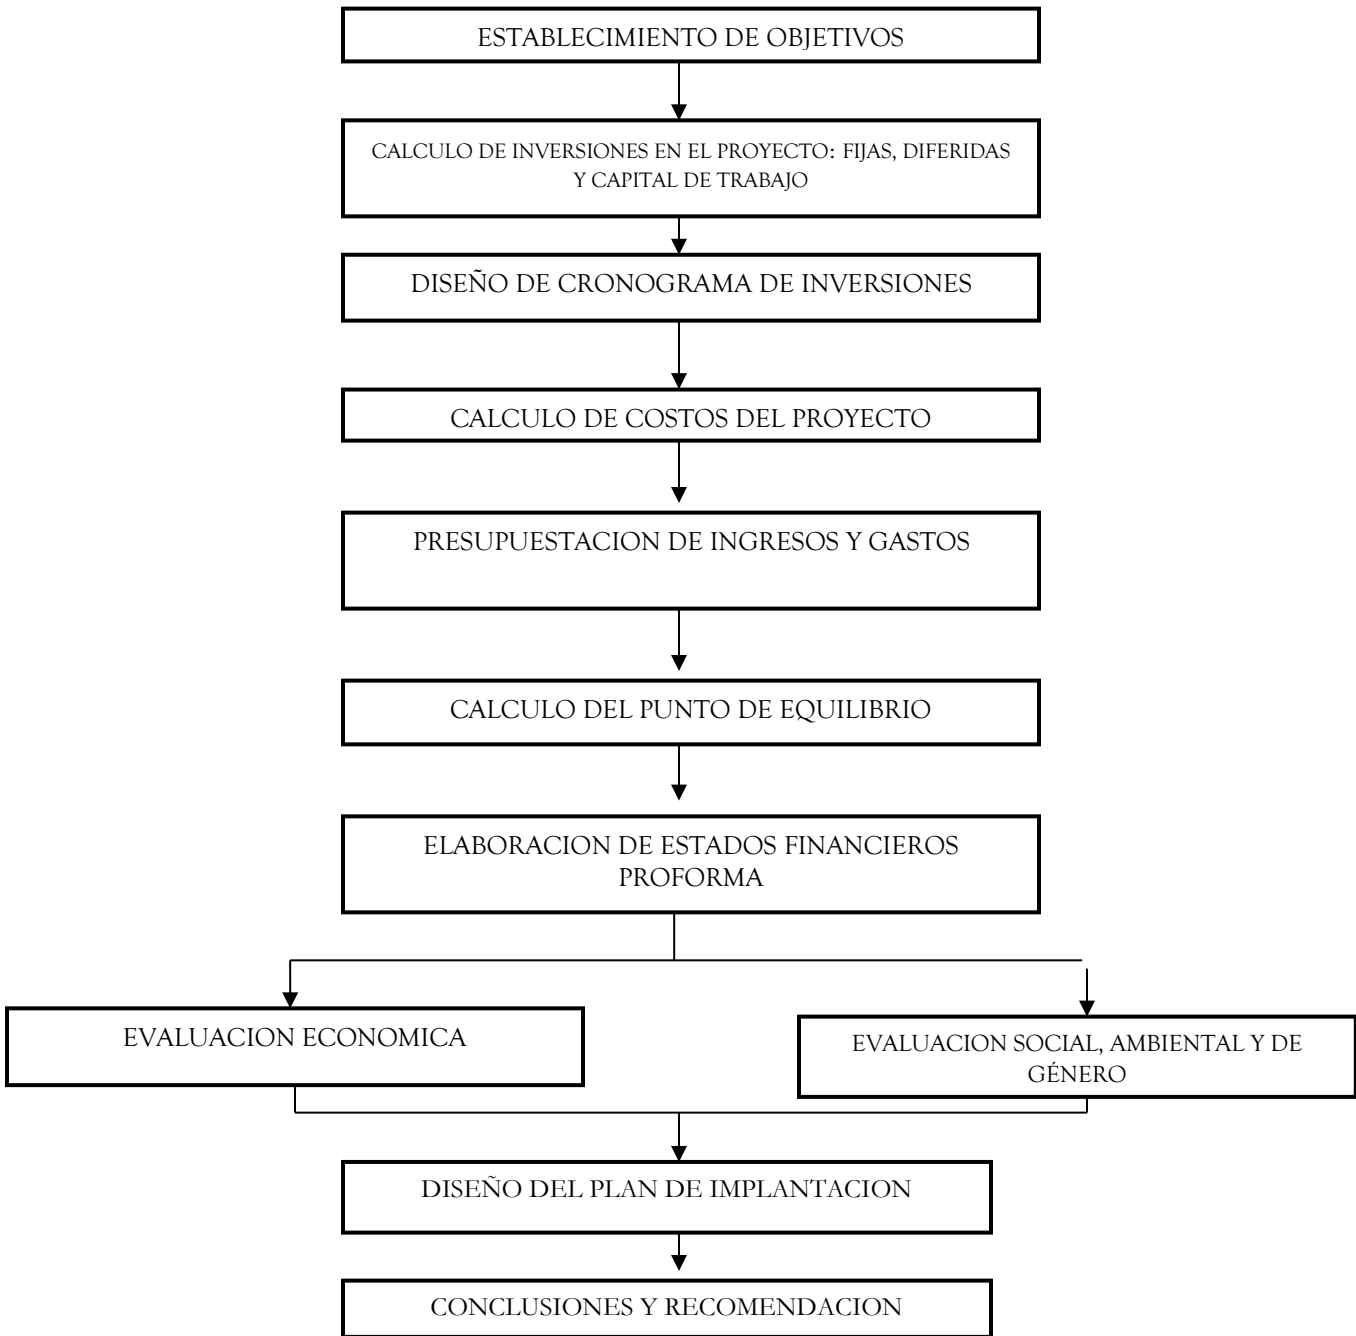 ESTABLECIMIENTO DE OBJETIVOS
CALCULO DE INVERSIONES EN EL PROYECTO: FIJAS, DIFERIDAS
Y CAPITAL DE TRABAJO
DISEÑO DE CRONOGRAMA DE INVERSIONES
CALCULO DE COSTOS DEL PROYECTO
PRESUPUESTACION DE INGRESOS Y GASTOS
CALCULO DEL PUNTO DE EQUILIBRIO
ELABORACION DE ESTADOS FINANCIEROS
PROFORMA
EVALUACION ECONOMICA
EVALUACION SOCIAL, AMBIENTAL Y DE
GÉNERO
DISEÑO DEL PLAN DE IMPLANTACION
CONCLUSIONES Y RECOMENDACION